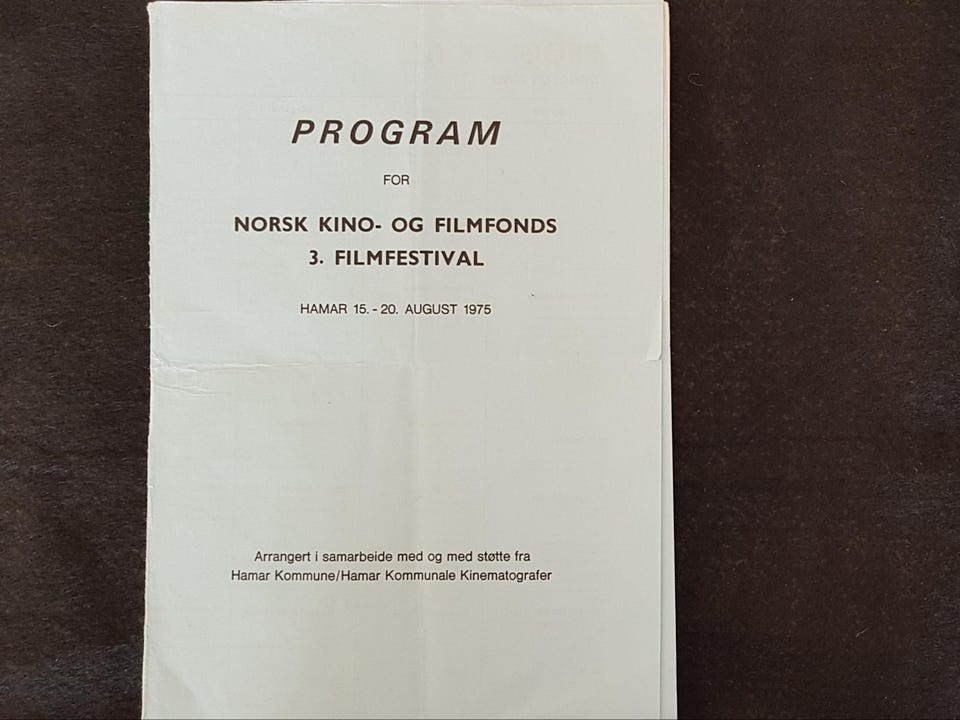 PROGRAM
FOR
NORSK KINO- OG FILMFONDS
3. FILMFESTIVAL
HAMAR 15. - 20. AUGUST 1975
Arrangert i samarbeide med og med støtte fra
Hamar Kommune/Hamar Kommunale Kinematografer